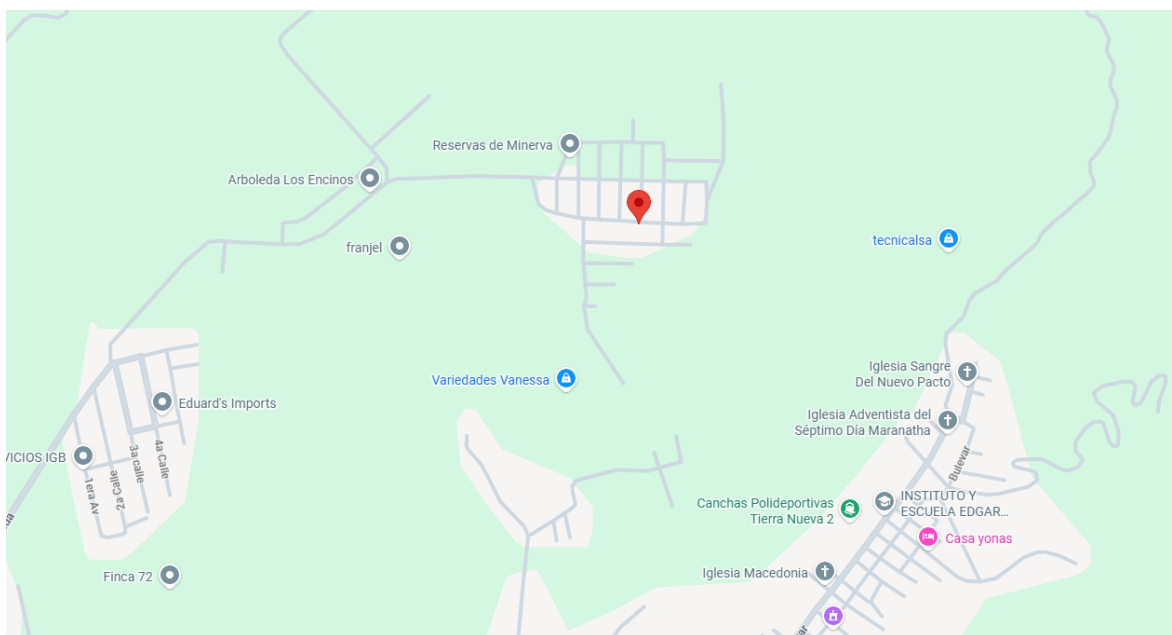 Reservas de Minerva
Arboleda Los Encinos
franjel
tecnicalsa
Iglesia Sangre
Del Nuevo Pacto
Variedades Vanessa
Eduard's Imports
Iglesia Adventista del
Séptimo Día Maranatha
VICIOS IGB
3a calle
4a Calle
2a Calle
1era Av
Bulevar
Canchas Polideportivas
Tierra Nueva 2
INSTITUTO Y
ESCUELA EDGAR...
Casa yonas
Finca 72
Iglesia Macedonia